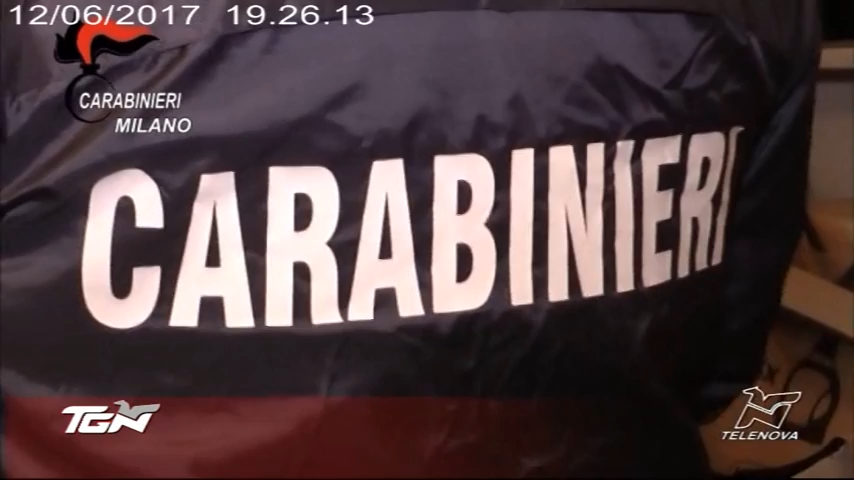 12/06/2017 19.26.13
CARABINIERI
MILANO
CARABINIERI
TGN
TELENOVA